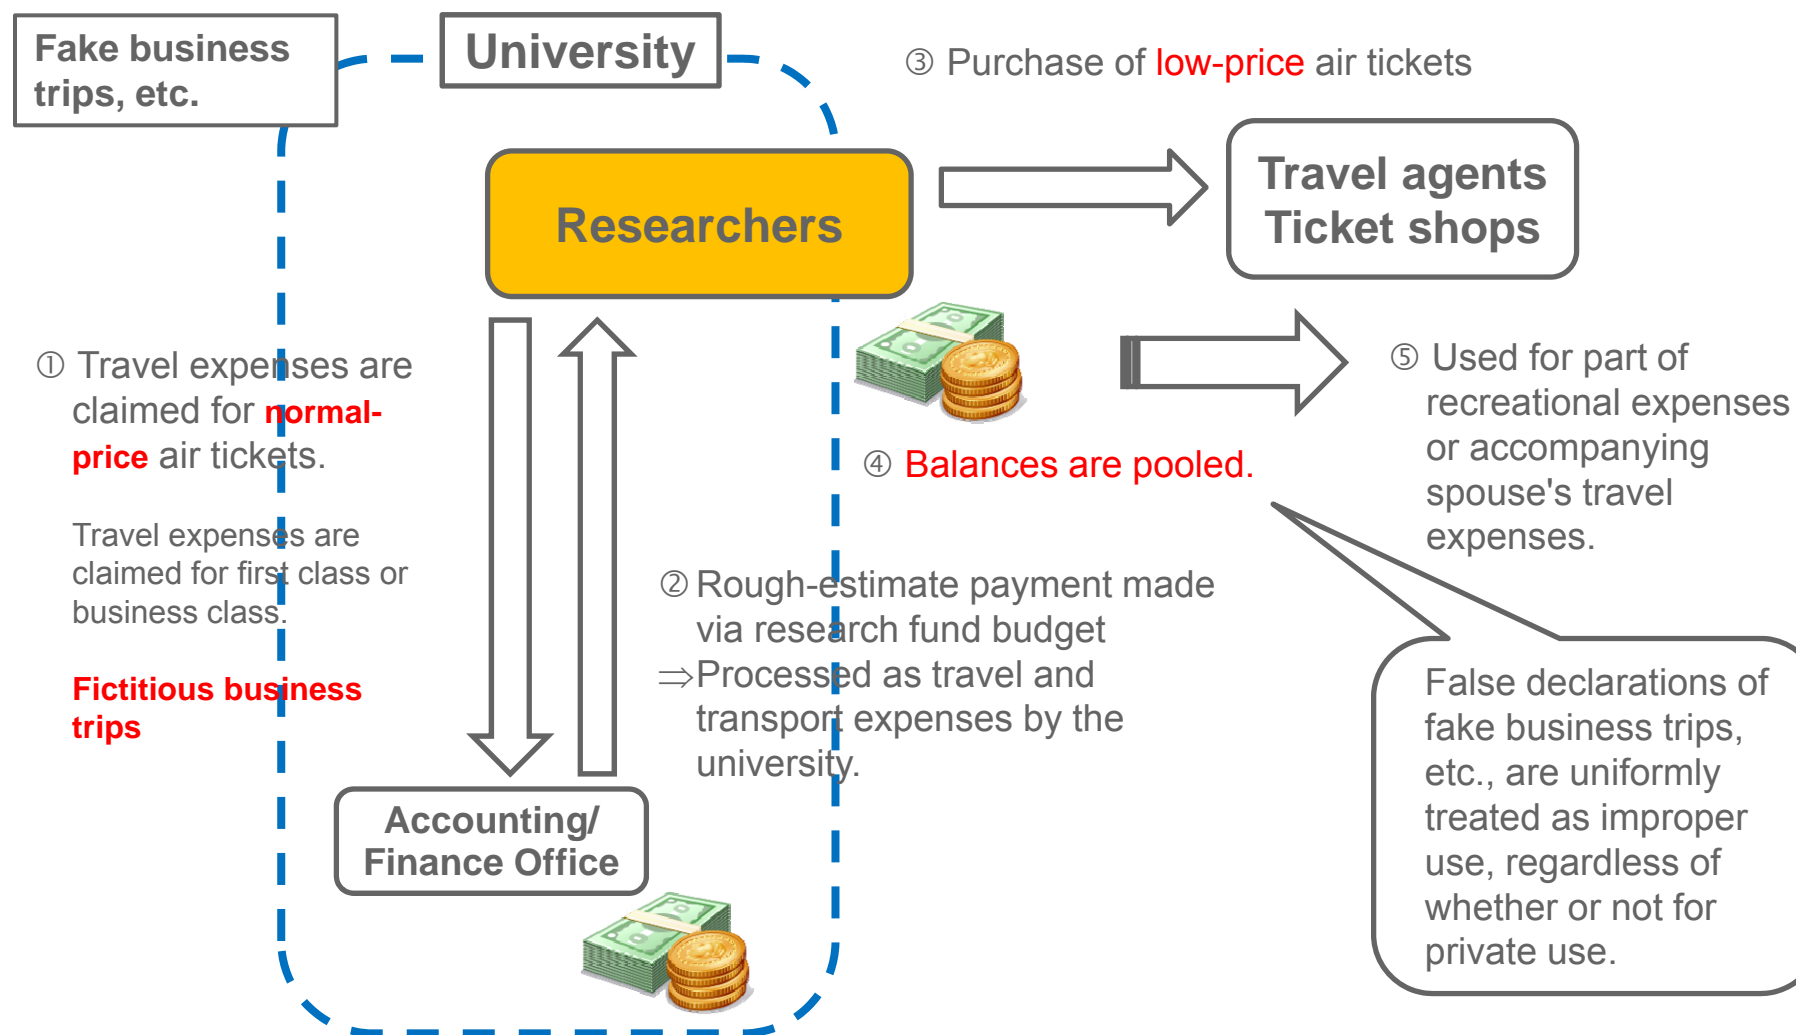 Fake business
trips, etc.
University
③ Purchase of low-price air tickets
Researchers
Travel agents
Ticket shops
① Travel expenses are
claimed for normal-
price air tickets.
Travel expenses are
claimed for first class or
business class.
Fictitious business
trips
② Rough-estimate payment made
via research fund budget
⇒Processed as travel and
transport expenses by the
university.
Accounting/
Finance Office
④ Balances are pooled.
⑤ Used for part of
recreational expenses
or accompanying
spouse's travel
expenses.
False declarations of
fake business trips,
etc., are uniformly
treated as improper
use, regardless of
whether or not for
private use.